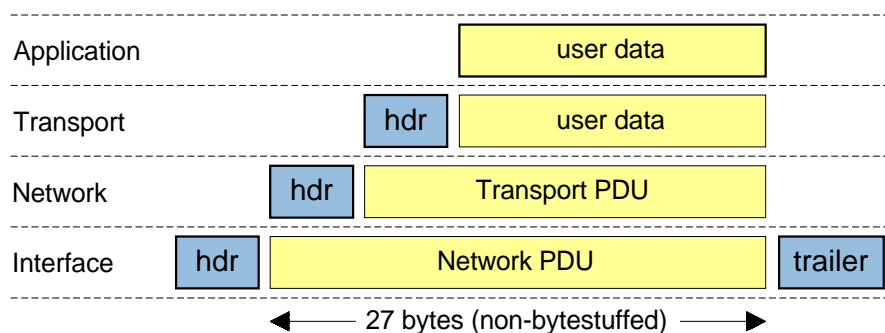 Application user data
Transport hdr user data
Network hdr Transport PDU
Interface hdr Network PDU trailer
27 bytes (non-bytestuffed)